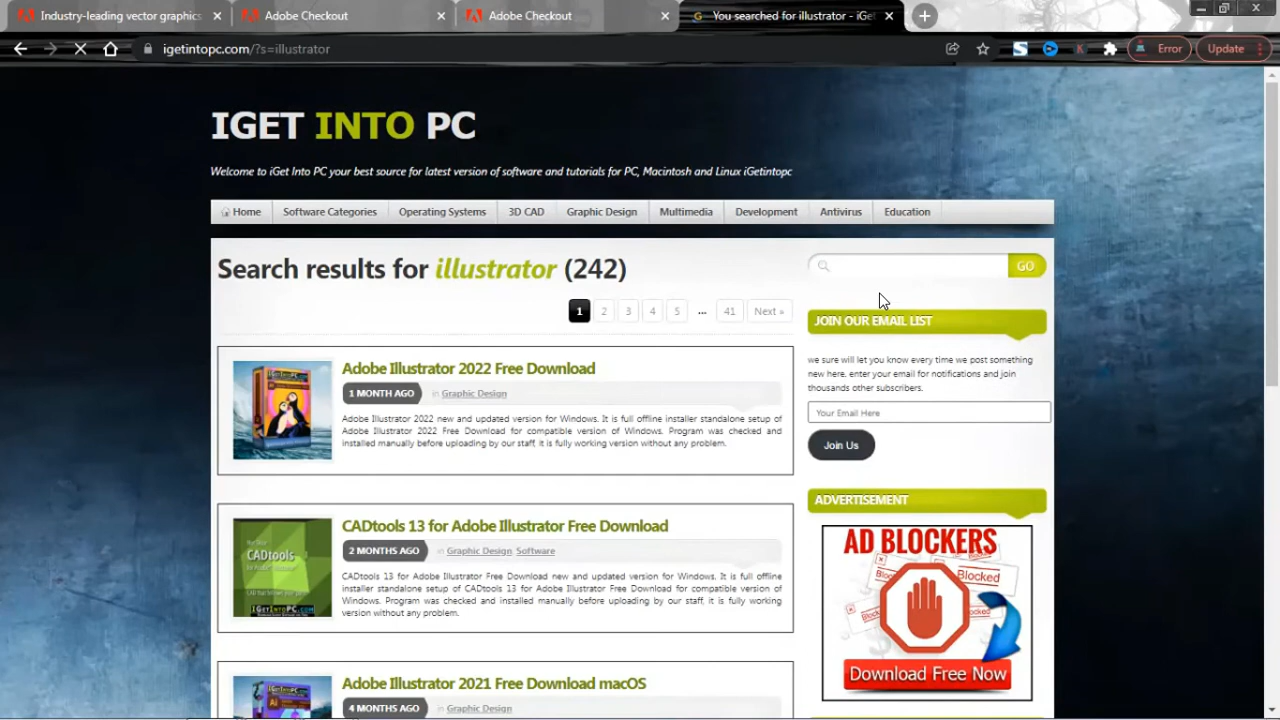 Industry-leading vector graphics
Adobe Checkout
Adobe Checkout
You searched for illustrator - iGe
igetintopc.com/?s=illustrator
Error
Update
IGET INTO PC
Welcome to iGet Into PC your best source for latest version of software and tutorials for PC, Macintosh and Linux iGetintopc
Home Software Categories Operating Systems 3D CAD Graphic Design Multimedia Development Antivirus Education
Search results for illustrator (242)
GO
1 2 3 4 5 ... 41 Next »
JOIN OUR EMAIL LIST
we sure will let you know every time we post something
new here. enter your email for notifications and join
thousands other subscribers.
Your Email Here
Join Us
Adobe Illustrator 2022 Free Download
1 MONTH AGO in Graphic Design
Adobe Illustrator 2022 new and updated version for Windows. It is full offline installer standalone setup of
Adobe Illustrator 2022 Free Download for compatible version of Windows. Program was checked and
installed manually before uploading by our staff, it is fully working version without any problem.
ADVERTISEMENT
AD BLOCKERS
Blocked
Download Free Now
CADtools 13 for Adobe Illustrator Free Download
2 MONTHS AGO in Graphic Design, Software
CADtools 13 for Adobe Illustrator Free Download new and updated version for Windows. It is full offline
installer standalone setup of CADtools 13 for Adobe Illustrator Free Download for compatible version of
Windows. Program was checked and installed manually before uploading by our staff, it is fully working
version without any problem.
CADtools
IGetIntoPC.com
Adobe Illustrator 2021 Free Download macOS
4 MONTHS AGO in Graphic Design